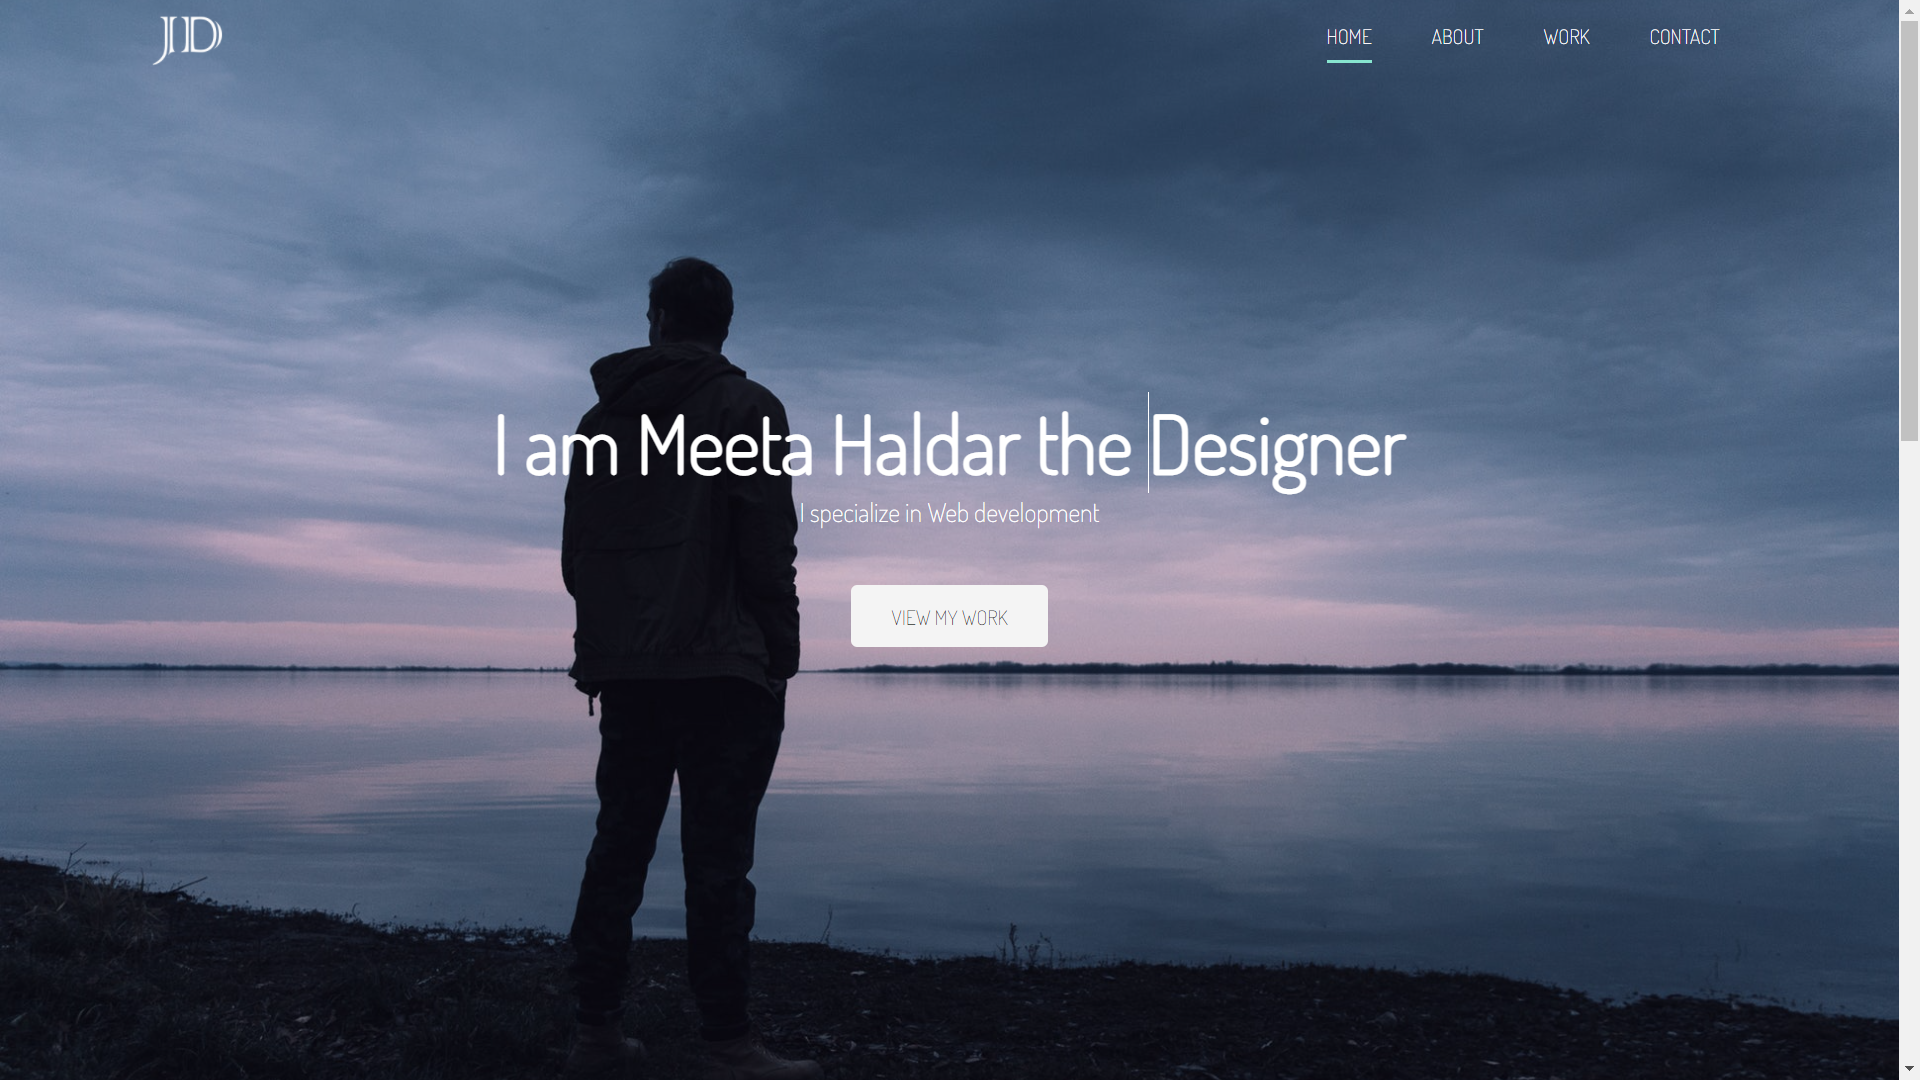 JD
HOME ABOUT WORK CONTACT
I am Meeta Haldar the Designer
I specialize in Web development
VIEW MY WORK